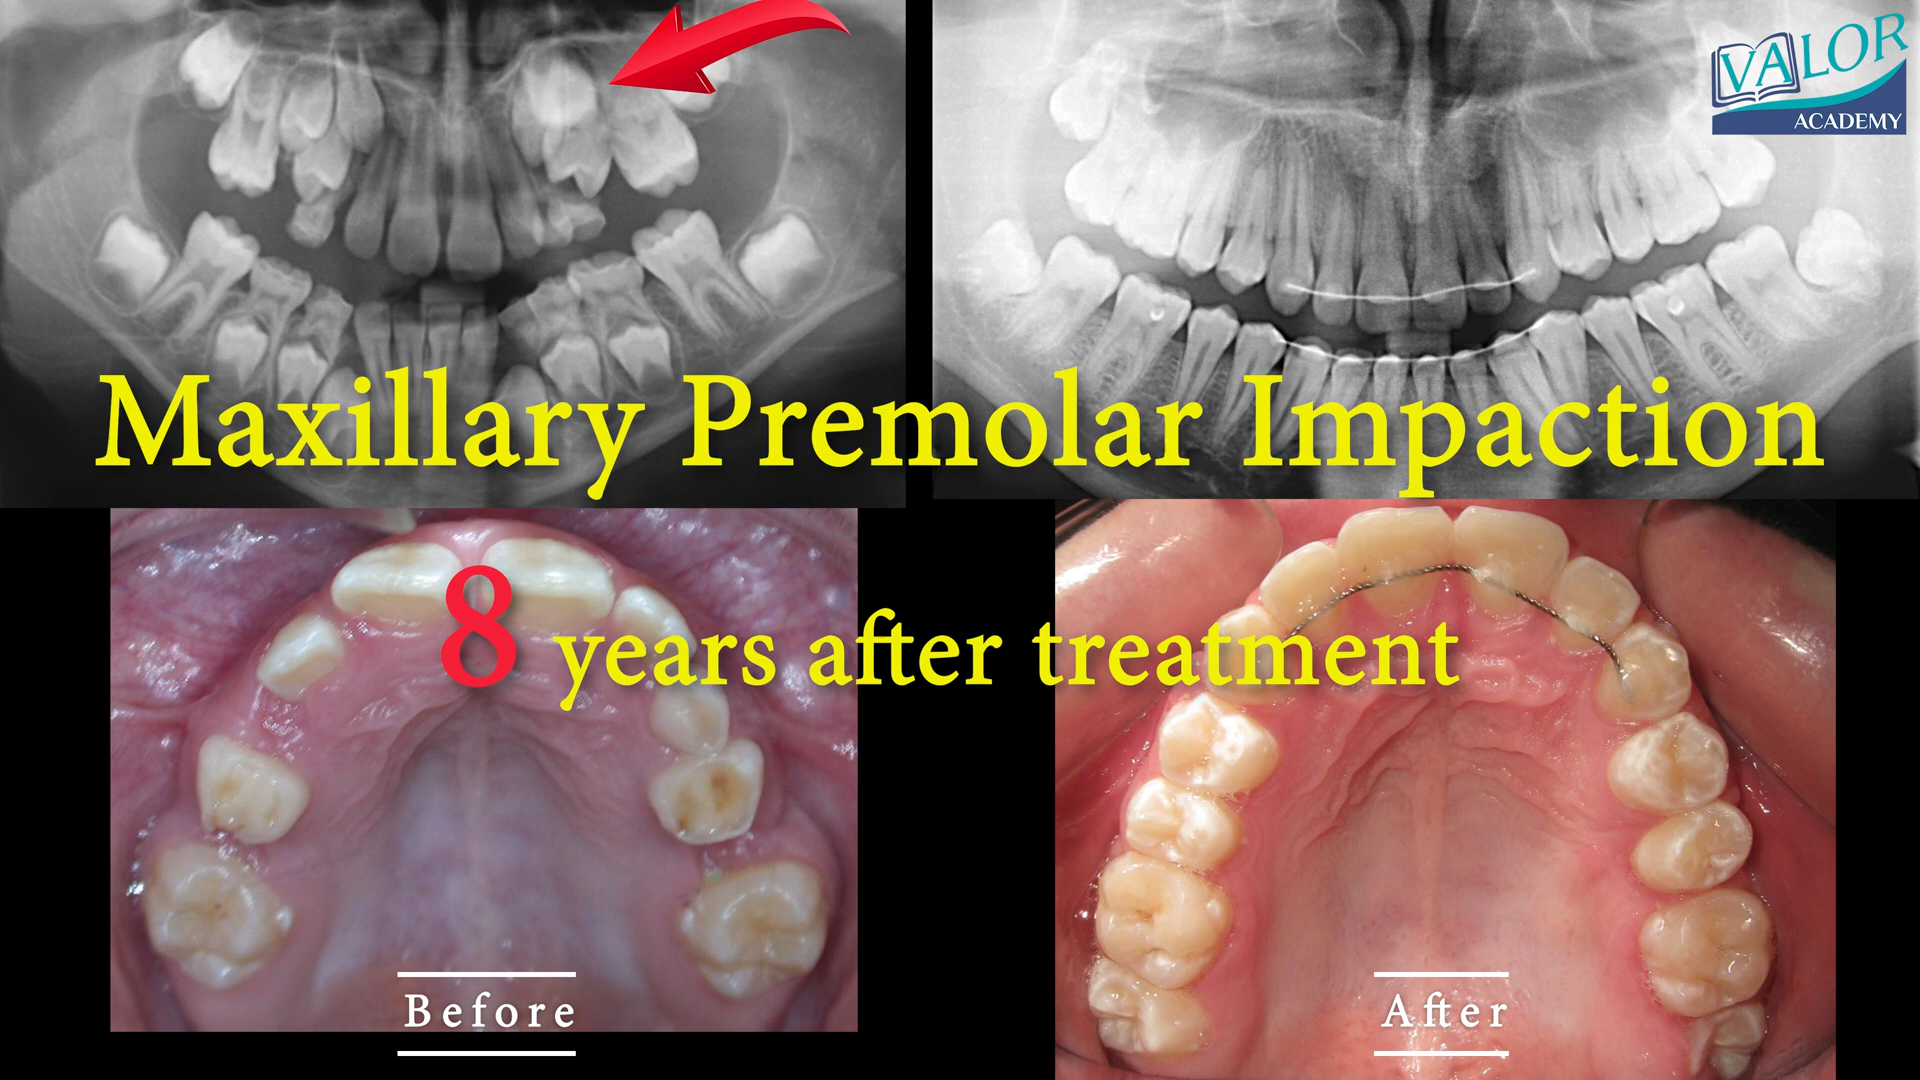 VALOR
ACADEMY
Maxillary Premolar Impaction
8 years after treatment
Before
After